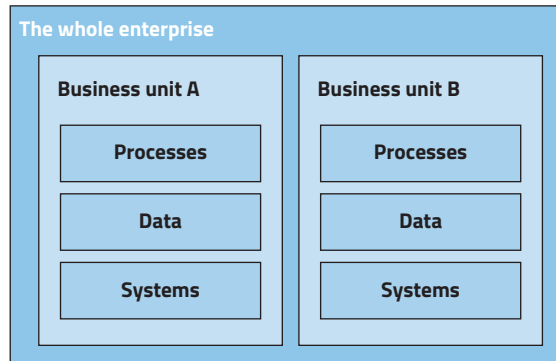 The whole enterprise
Business unit A
Processes
Data
Systems
Business unit B
Processes
Data
Systems